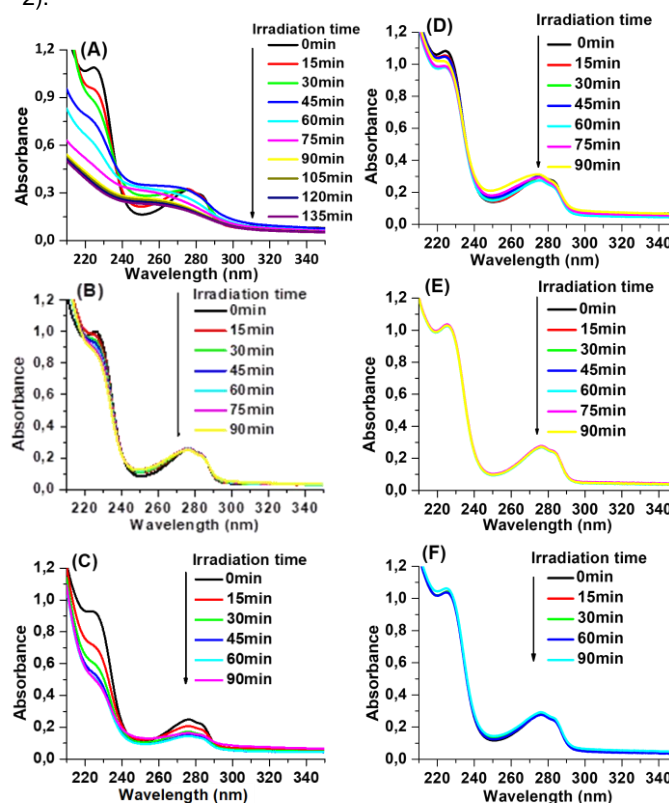 2).
(A)
Irradiation time
0min
15min
30min
45min
60min
75min
90min
105min
120min
135min
Absorbance
1,2
0,9
0,6
0,3
0,0
220 240 260 280 300 320 340
Wavelength (nm)
(D)
Irradiation time
0min
15min
30min
45min
60min
75min
90min
Absorbance
1,2
1,0
0,8
0,6
0,4
0,2
0,0
220 240 260 280 300 320 340
Wavelength (nm)
(B)
Irradiation time
0min
15min
30min
45min
60min
75min
90min
Absorbance
1,2
1,0
0,8
0,6
0,4
0,2
0,0
220 240 260 280 300 320 340
Wavelength (nm)
(E)
Irradiation time
0min
15min
30min
45min
60min
75min
90min
Absorbance
1,2
1,0
0,8
0,6
0,4
0,2
0,0
220 240 260 280 300 320 340
Wavelength (nm)
(C)
Irradiation time
0min
15min
30min
45min
60min
90min
Absorbance
1,2
1,0
0,8
0,6
0,4
0,2
0,0
220 240 260 280 300 320 340
Wavelength (nm)
(F)
Irradiation time
0min
15min
30min
60min
90min
Absorbance
1,2
1,0
0,8
0,6
0,4
0,2
0,0
220 240 260 280 300 320 340
Wavelength (nm)